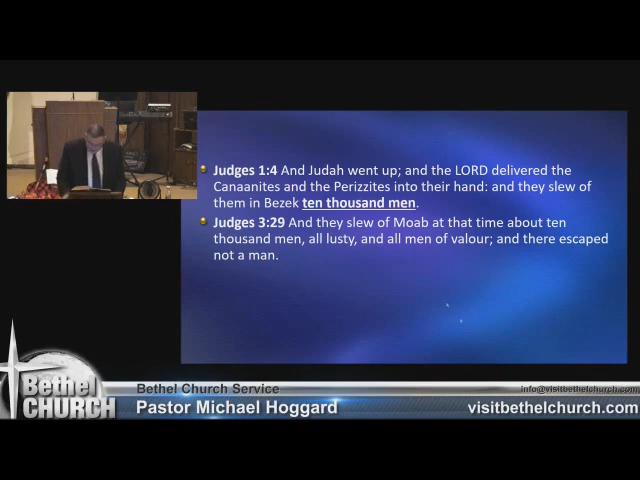 Judges 1:4 And Judah went up; and the LORD delivered the
Canaanites and the Perizzites into their hand: and they slew of
them in Bezek ten thousand men.
Judges 3:29 And they slew of Moab at that time about ten
thousand men, all lusty, and all men of valour; and there escaped
not a man.
Bethel
CHURCH
Bethel Church Service
info@visitbethelchurch.com
Pastor Michael Hoggard
visitbethelchurch.com